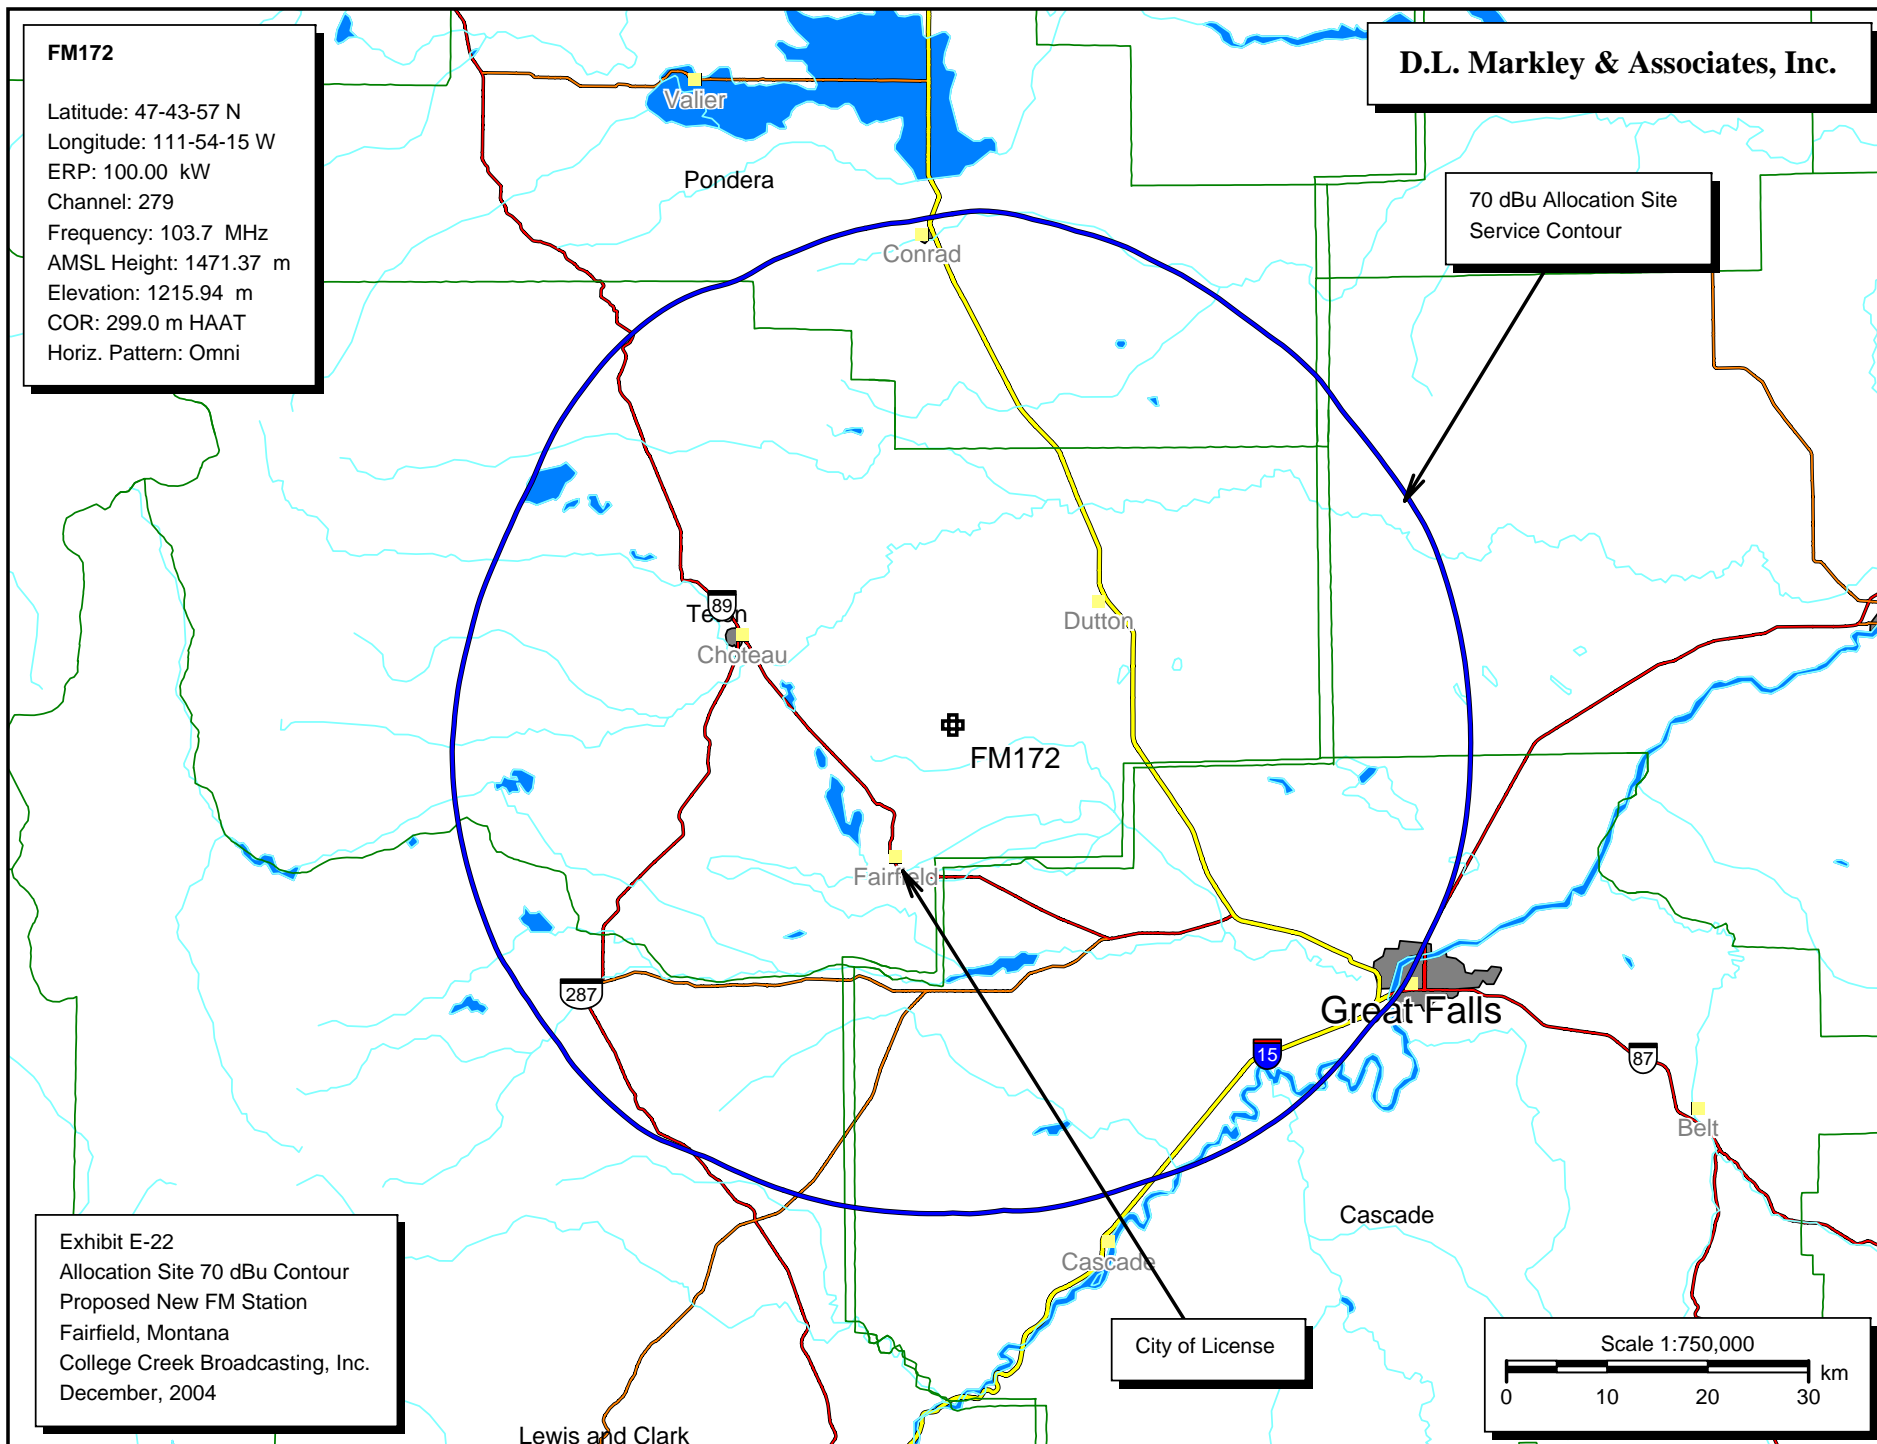 FM172
Latitude: 47-43-57 N
Longitude: 111-54-15 W
ERP: 100.00 kW
Channel: 279
Frequency: 103.7 MHz
AMSL Height: 1471.37 m
Elevation: 1215.94 m
COR: 299.0 m HAAT
Horiz. Pattern: Omni
D.L. Markley & Associates, Inc.
Valier
Pondera
70 dBu Allocation Site
Service Contour
Conrad
89
Teton
Choteau
Dutton
FM172
Fairfield
287
Great Falls
15
87
Belt
Cascade
Cascade
Exhibit E-22
Allocation Site 70 dBu Contour
Proposed New FM Station
Fairfield, Montana
College Creek Broadcasting, Inc.
December, 2004
City of License
Scale 1:750,000
km
0 10 20 30
Lewis and Clark